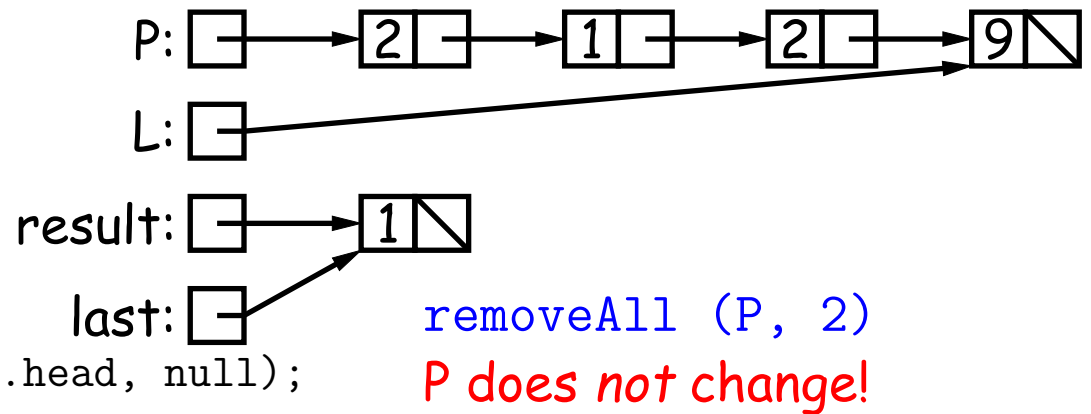 P: 2 1 2 9
L:
result: 1
last:
removeAll (P, 2)
.head, null);
P does not change!